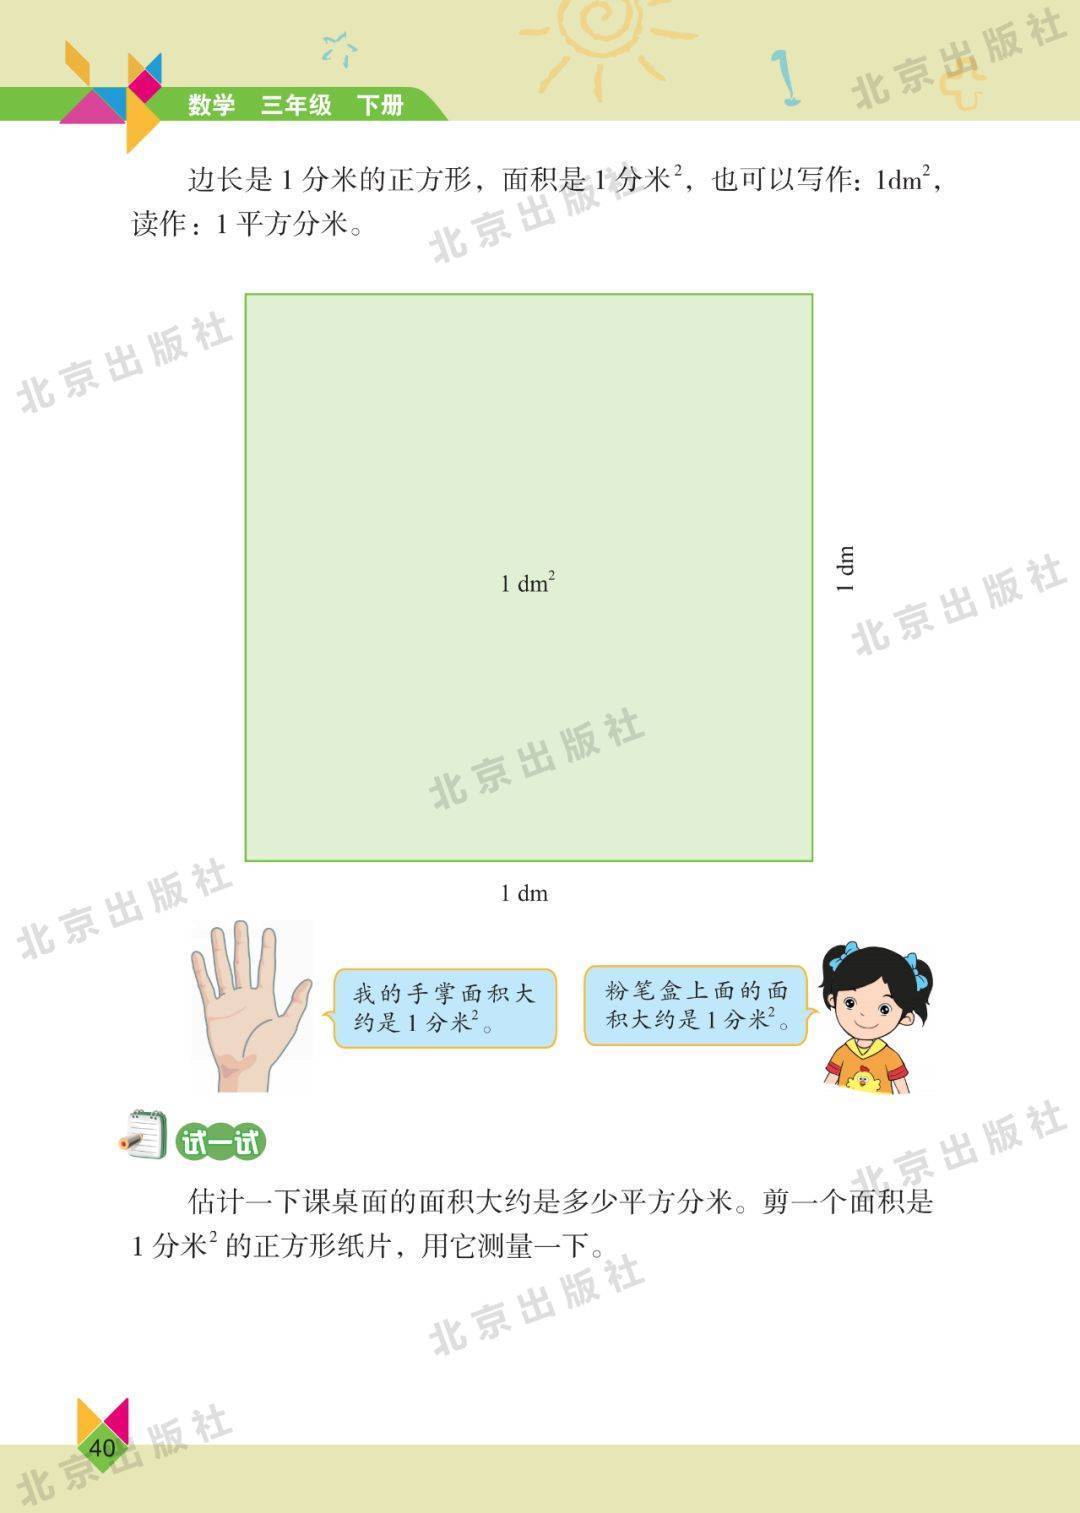 北京出版社
数学 三年级 下册
边长是 1 分米的正方形，面积是 1 分米²，也可以写作：1dm²，
读作：1 平方分米。
北京出版社
北京出版社
1 dm²
1 dm
北京出版社
北京出版社
1 dm
北京出版社
我的手掌面积大
约是 1 分米²。
粉笔盒上面的面
积大约是 1 分米²。
试一试
北京出版社
估计一下课桌面的面积大约是多少平方分米。剪一个面积是
1 分米² 的正方形纸片，用它测量一下。
北京出版社
40
北京出版社